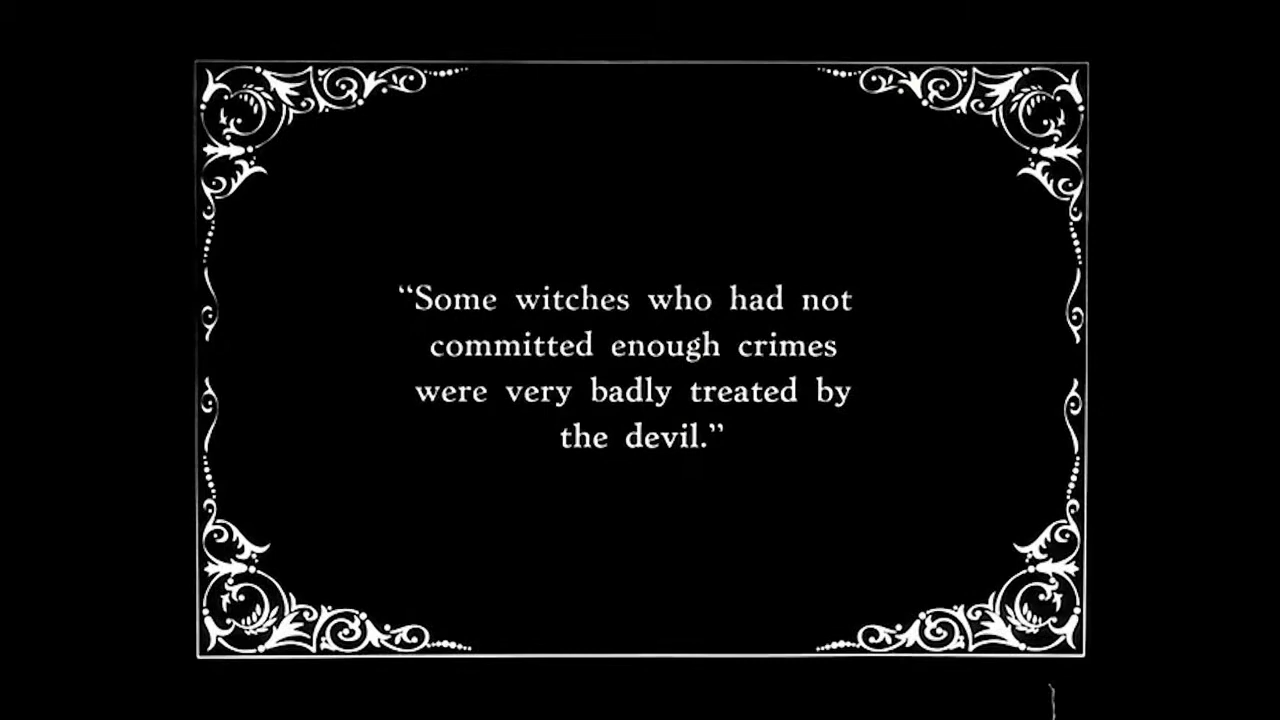 “Some witches who had not
committed enough crimes
were very badly treated by
the devil.”